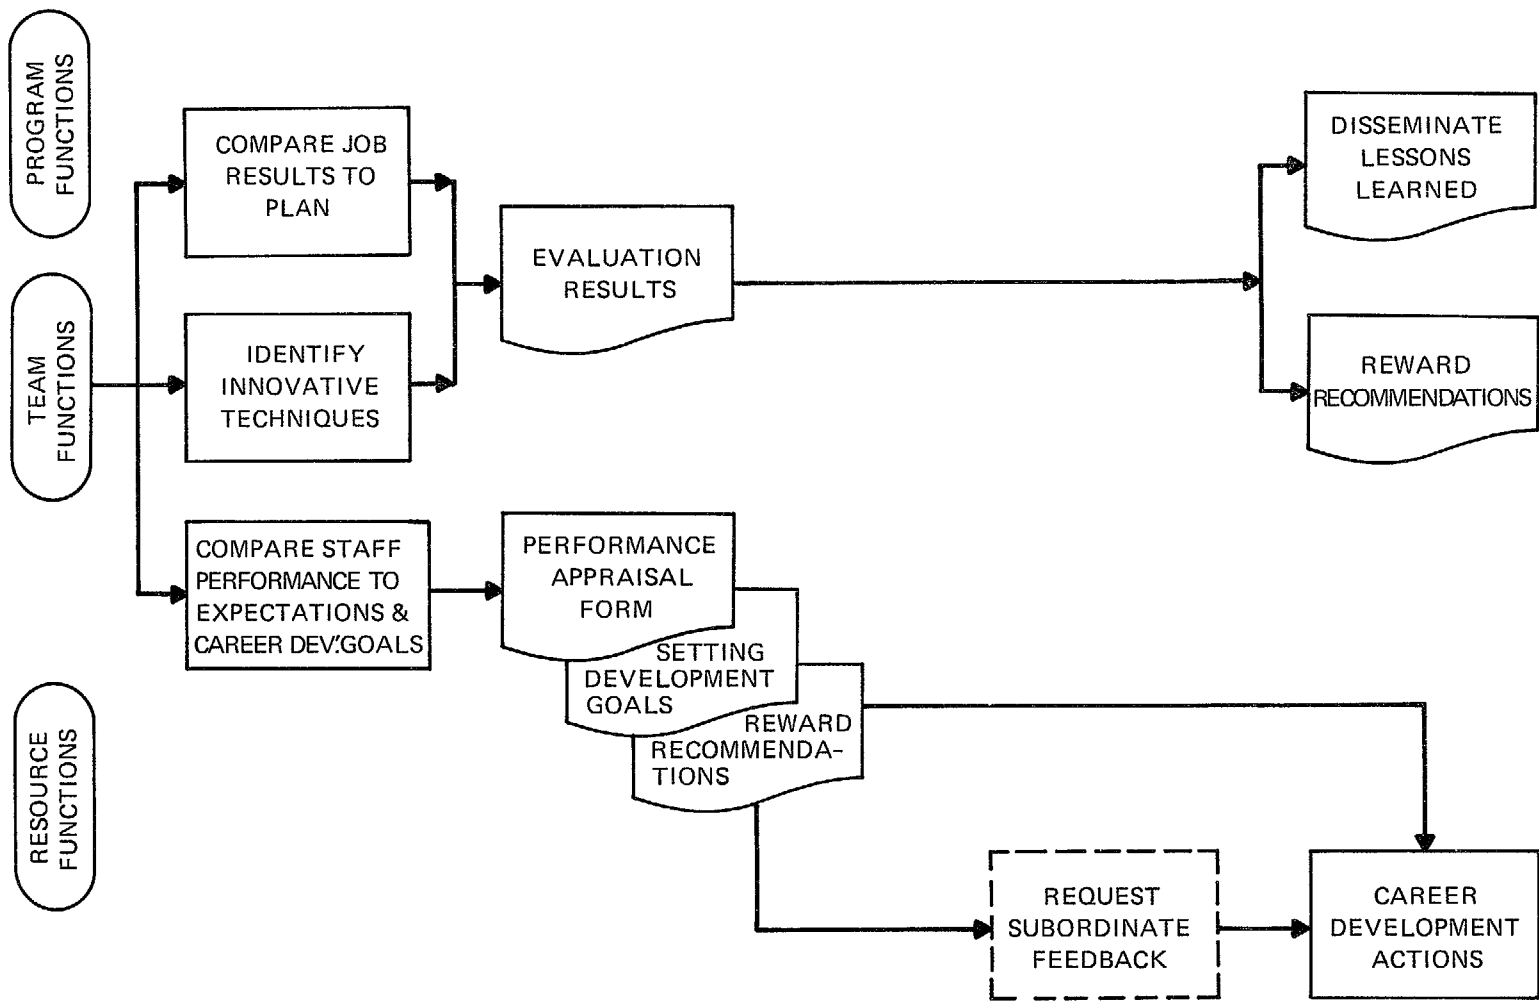 PROGRAM
FUNCTIONS
COMPARE JOB
RESULTS TO
PLAN
DISSEMINATE
LESSONS
LEARNED
EVALUATION
RESULTS
TEAM
FUNCTIONS
IDENTIFY
INNOVATIVE
TECHNIQUES
REWARD
RECOMMENDATIONS
COMPARE STAFF
PERFORMANCE TO
EXPECTATIONS &
CAREER DEV.'GOALS
PERFORMANCE
APPRAISAL
FORM
SETTING
DEVELOPMENT
GOALS
REWARD
RECOMMENDA-
TIONS
RESOURCE
FUNCTIONS
REQUEST
SUBORDINATE
FEEDBACK
CAREER
DEVELOPMENT
ACTIONS